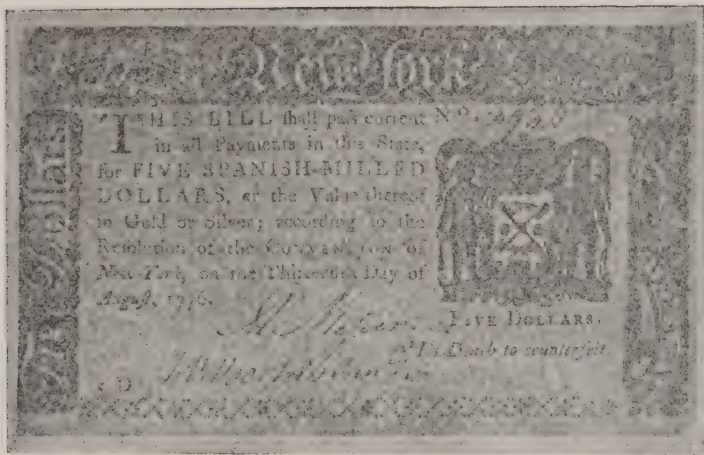 New-York
THIS BILL shall pass current
in all Payments in this State,
for FIVE SPANISH-MILLED
DOLLARS, or the Value thereof
in Gold or Silver; according to the
Resolution of the CONVENTION of
New-York, on the Thirteenth Day of
August, 1776.
No.
FIVE DOLLARS.
'Tis Death to counterfeit.
Dollars